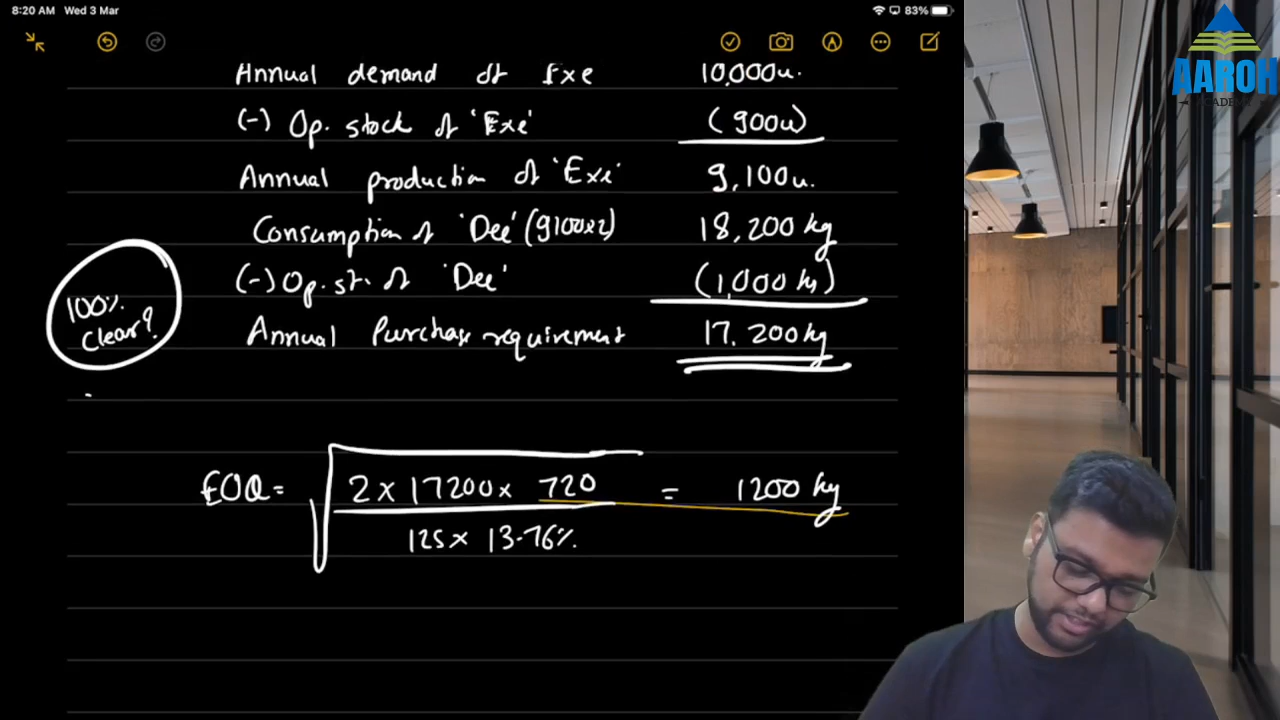 8:20 AM Wed 3 Mar 83%
AAROH
ACADEMY
Annual demand of Exe 10,000u.
(-) Op. stock of 'Exe' (900u)
Annual production of 'Exe' 9,100u.
Consumption of 'Dee' (9100x2) 18,200 kg
(-) Op. st. of 'Dee' (1,000 kg)
Annual Purchase requirement 17,200 kg
100%
Clear?
EOQ = √ 2 x 17200 x 720 = 1200 kg
125 x 13.76%